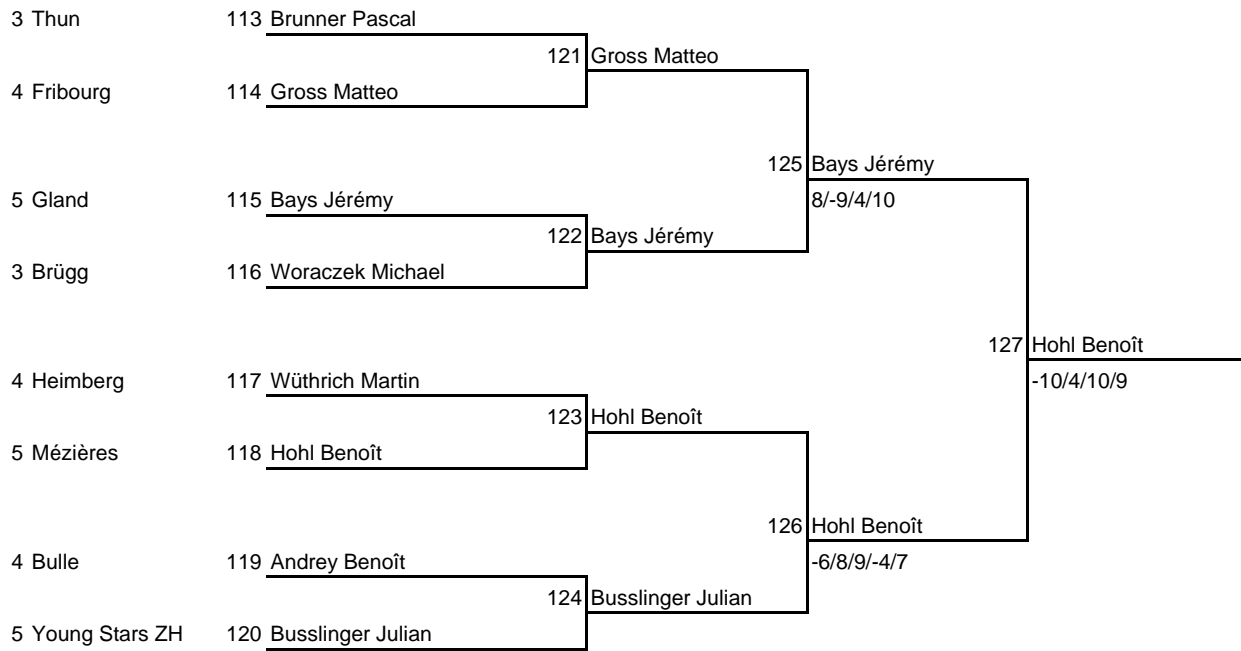 3 Thun 113 Brunner Pascal
121 Gross Matteo
4 Fribourg 114 Gross Matteo
125 Bays Jérémy
5 Gland 115 Bays Jérémy 8/-9/4/10
122 Bays Jérémy
3 Brügg 116 Woraczek Michael
127 Hohl Benoît
4 Heimberg 117 Wüthrich Martin -10/4/10/9
123 Hohl Benoît
5 Mézières 118 Hohl Benoît
126 Hohl Benoît
4 Bulle 119 Andrey Benoît -6/8/9/-4/7
124 Busslinger Julian
5 Young Stars ZH 120 Busslinger Julian